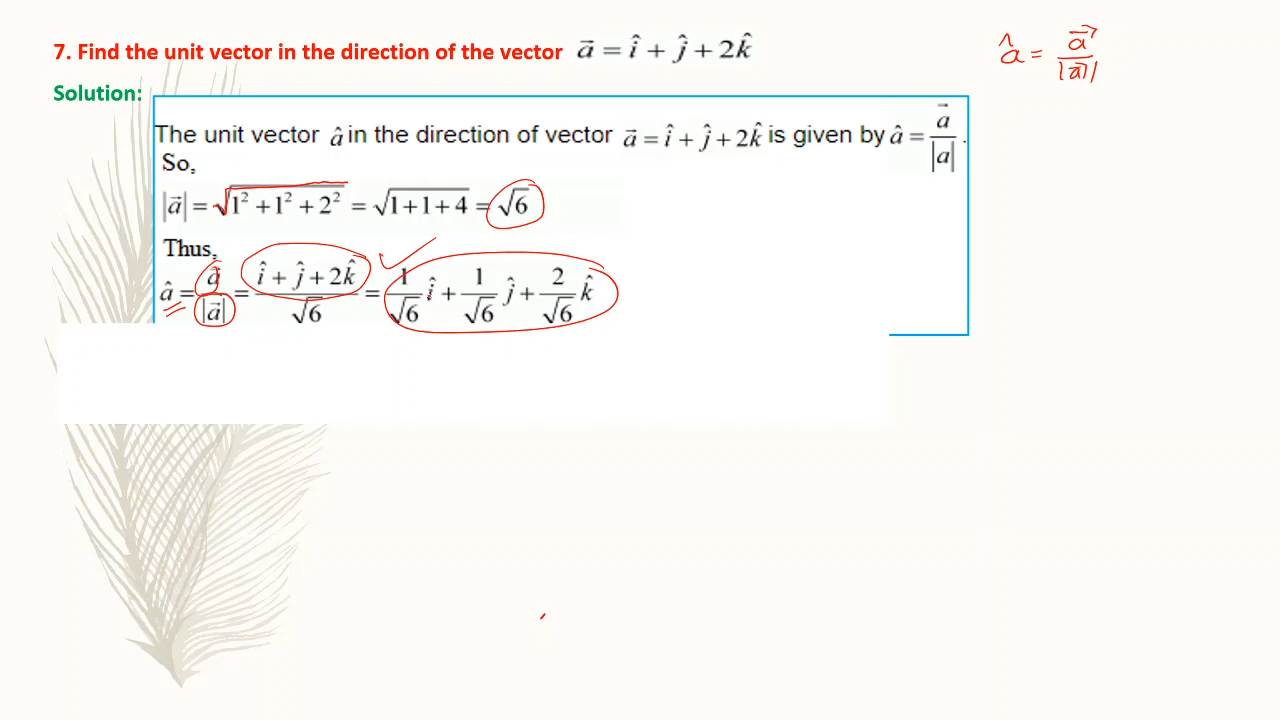 7. Find the unit vector in the direction of the vector a⃗ = î + ĵ + 2k̂
â = a⃗ / |a⃗|
Solution:
The unit vector â in the direction of vector a⃗ = î + ĵ + 2k̂ is given by â = a⃗ / |a| .
So,
|a⃗| = √(1² + 1² + 2²) = √(1+1+4) = √6
Thus,
â = a⃗ / |a⃗| = (î + ĵ + 2k̂) / √6 = 1/√6 î + 1/√6 ĵ + 2/√6 k̂